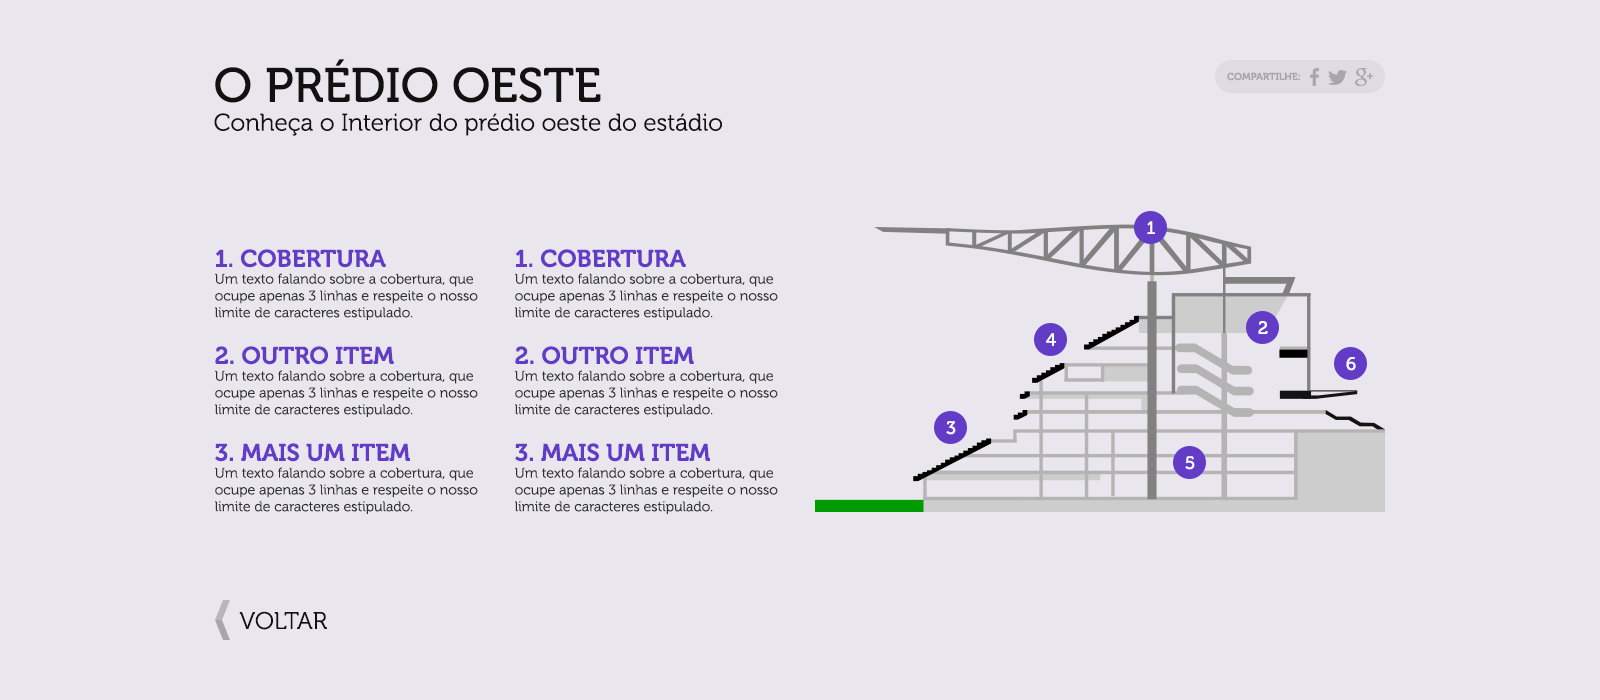 O PRÉDIO OESTE
Conheça o Interior do prédio oeste do estádio
COMPARTILHE:
1. COBERTURA
Um texto falando sobre a cobertura, que
ocupe apenas 3 linhas e respeite o nosso
limite de caracteres estipulado.
2. OUTRO ITEM
Um texto falando sobre a cobertura, que
ocupe apenas 3 linhas e respeite o nosso
limite de caracteres estipulado.
3. MAIS UM ITEM
Um texto falando sobre a cobertura, que
ocupe apenas 3 linhas e respeite o nosso
limite de caracteres estipulado.
1. COBERTURA
Um texto falando sobre a cobertura, que
ocupe apenas 3 linhas e respeite o nosso
limite de caracteres estipulado.
2. OUTRO ITEM
Um texto falando sobre a cobertura, que
ocupe apenas 3 linhas e respeite o nosso
limite de caracteres estipulado.
3. MAIS UM ITEM
Um texto falando sobre a cobertura, que
ocupe apenas 3 linhas e respeite o nosso
limite de caracteres estipulado.
1
2
4
6
3
5
VOLTAR